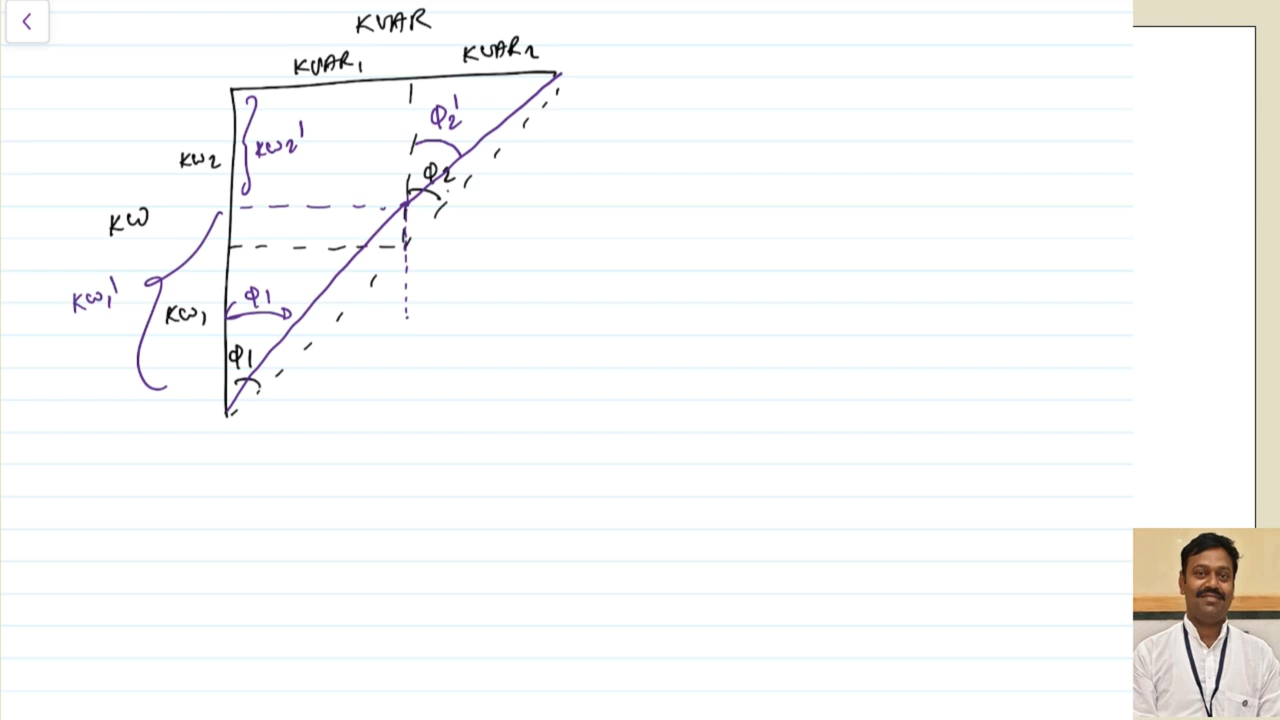 KVAR
KVAR₁ KVAR₂
Φ2'
KW2 KW2'
Φ2
KW
KW₁' Φ1
KW₁
Φ1